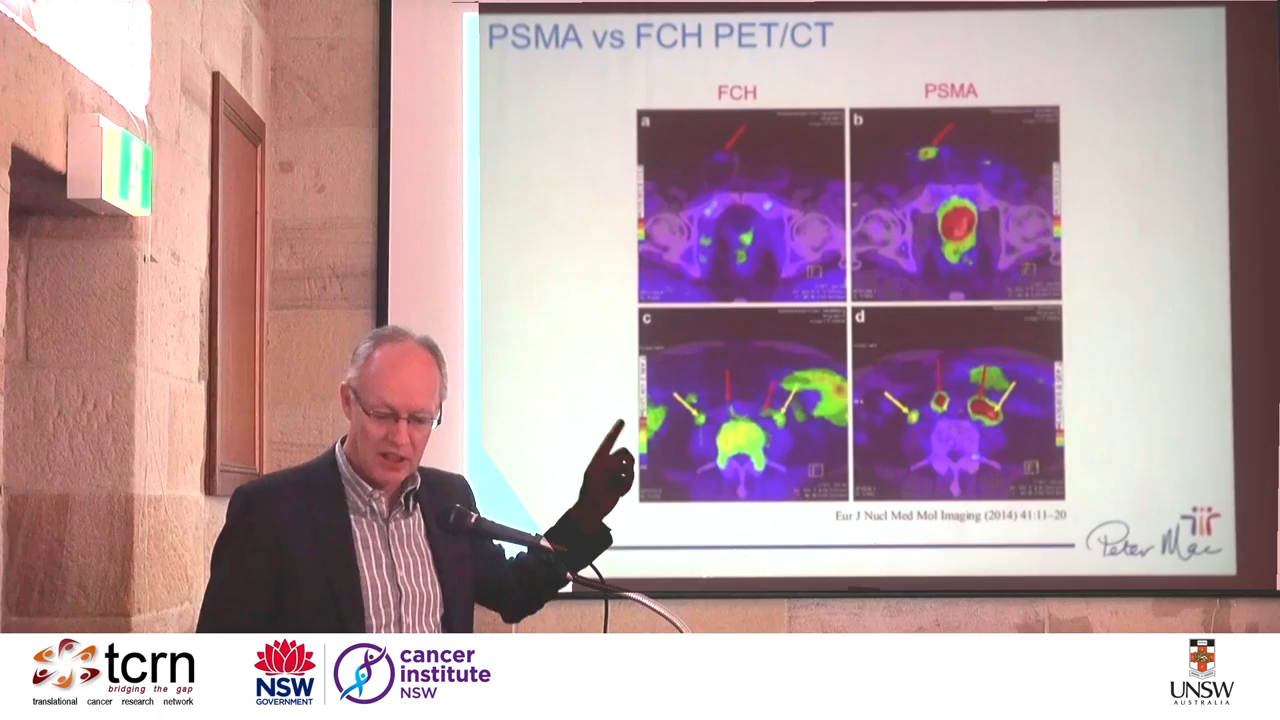 PSMA vs FCH PET/CT
FCH
PSMA
a
b
c
d
Eur J Nucl Med Mol Imaging (2014) 41:11–20
Peter Mac
tcrn
bridging the gap
translational cancer research network
NSW
GOVERNMENT
cancer
institute
NSW
UNSW
AUSTRALIA